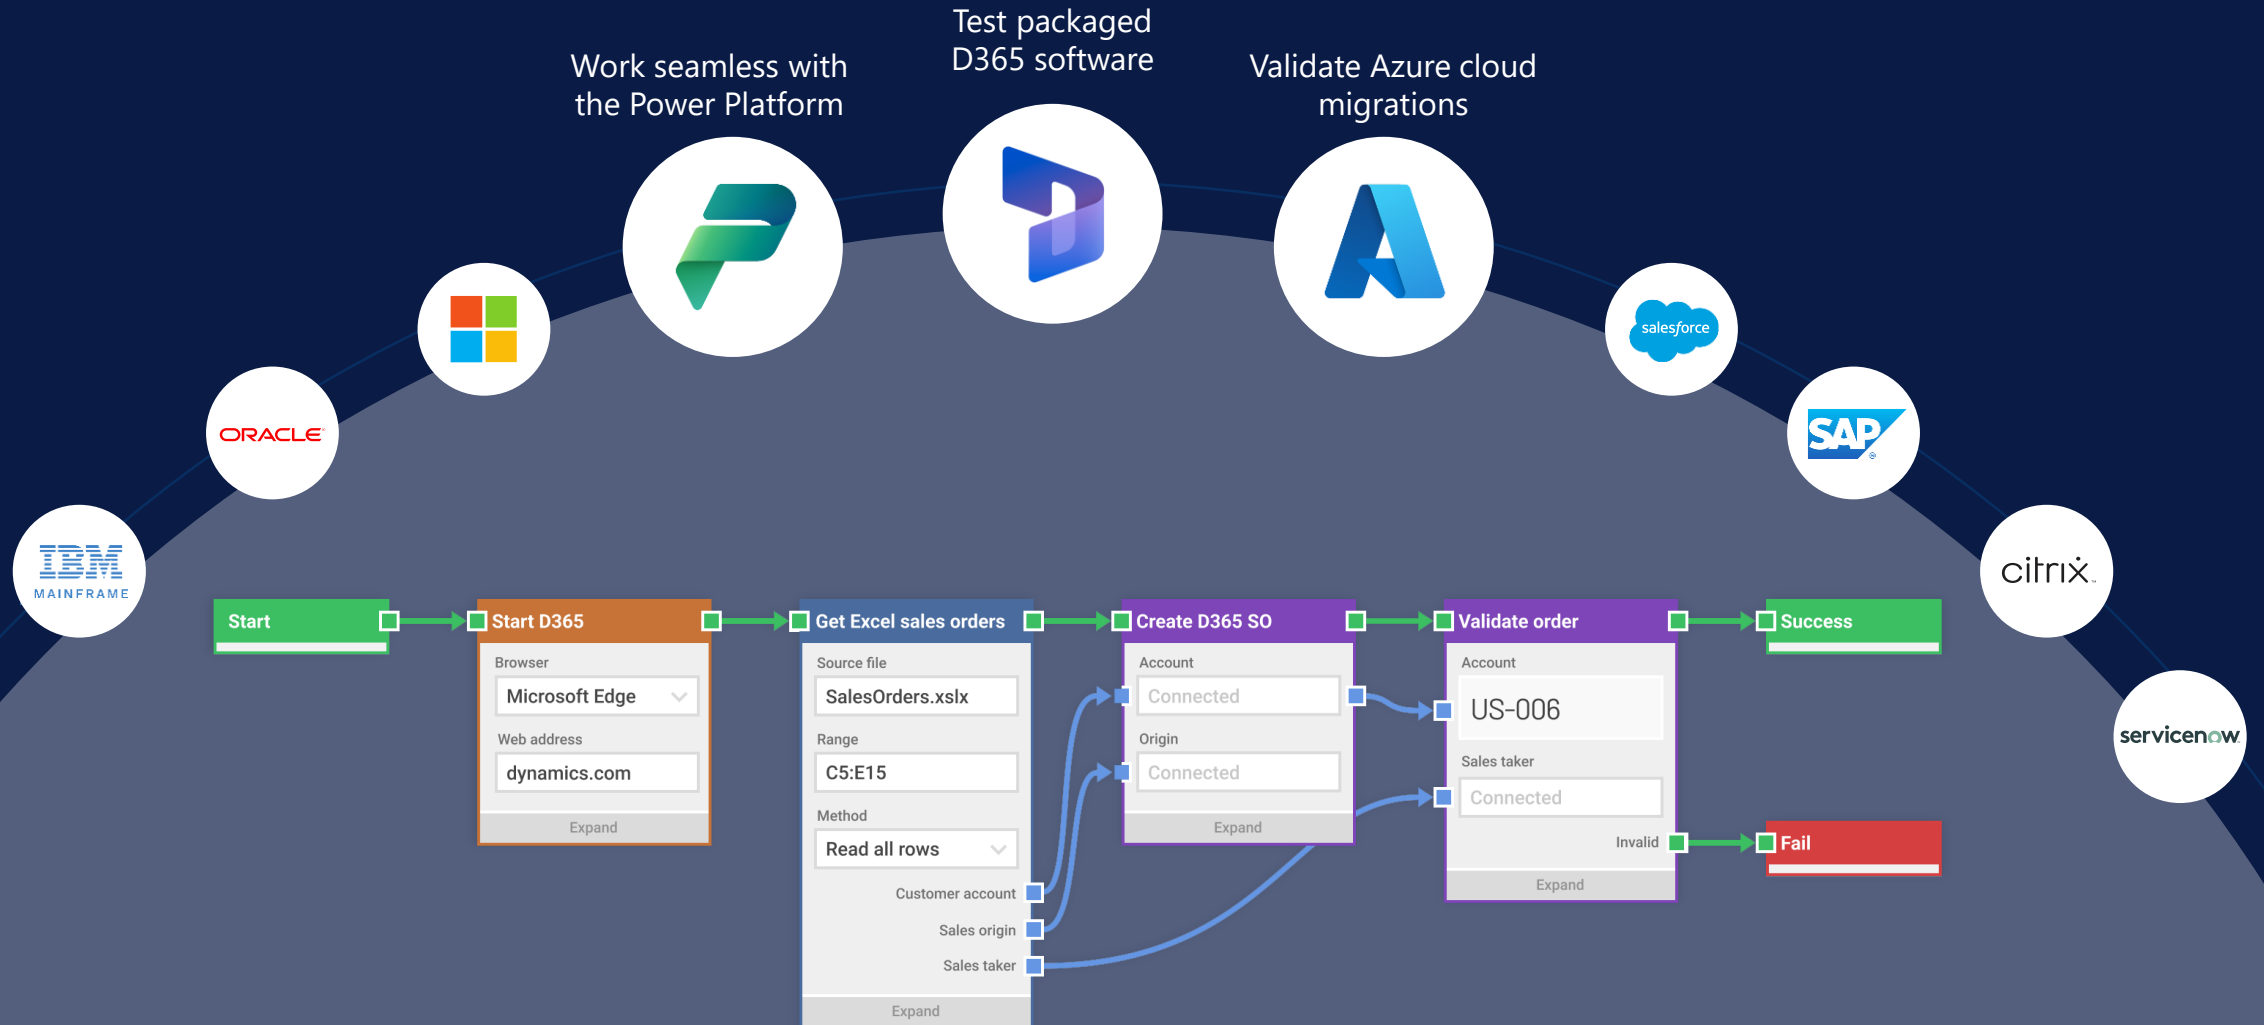 Test packaged
D365 software
Work seamless with
the Power Platform
Validate Azure cloud
migrations
salesforce
ORACLE
SAP
IBM
MAINFRAME
citrix
servicenow
Start
Start D365
Browser
Microsoft Edge
Web address
dynamics.com
Expand
Get Excel sales orders
Source file
SalesOrders.xslx
Range
C5:E15
Method
Read all rows
Customer account
Sales origin
Sales taker
Expand
Create D365 SO
Account
Connected
Origin
Connected
Expand
Validate order
Account
US-006
Sales taker
Connected
Invalid
Expand
Success
Fail